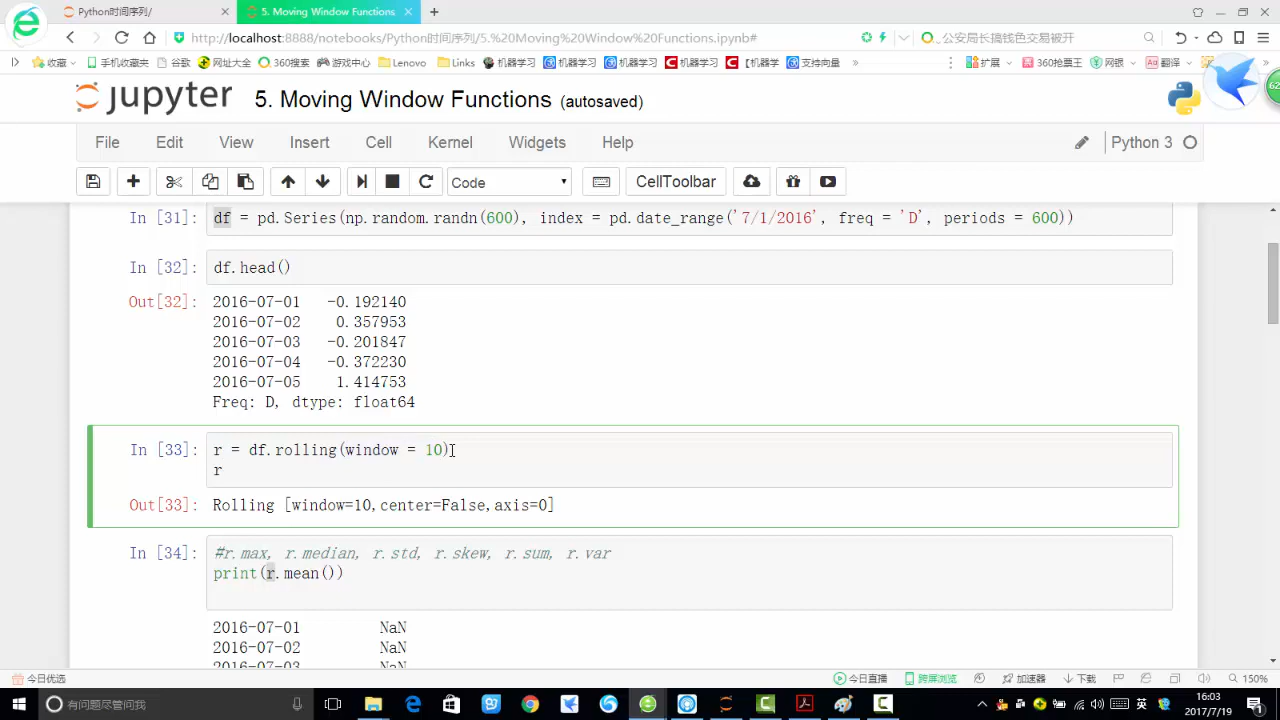 Python时间序列/
5. Moving Window Functions
http://localhost:8888/notebooks/Python时间序列/5.%20Moving%20Window%20Functions.ipynb#
公安局长搞钱色交易被开
收藏 手机收藏夹 谷歌 网址大全 360搜索 游戏中心 Lenovo Links 机器学习 机器学习 机器学习 机器学习 【机器学 支持向量 » 扩展 360抢票王 网银 翻译 »
62
jupyter 5. Moving Window Functions (autosaved)
File Edit View Insert Cell Kernel Widgets Help Python 3
Code CellToolbar
In [31]: df = pd.Series(np.random.randn(600), index = pd.date_range('7/1/2016', freq = 'D', periods = 600))
In [32]: df.head()
Out[32]: 2016-07-01 -0.192140
2016-07-02 0.357953
2016-07-03 -0.201847
2016-07-04 -0.372230
2016-07-05 1.414753
Freq: D, dtype: float64
In [33]: r = df.rolling(window = 10)
r
Out[33]: Rolling [window=10,center=False,axis=0]
In [34]: #r.max, r.median, r.std, r.skew, r.sum, r.var
print(r.mean())
2016-07-01 NaN
2016-07-02 NaN
2016-07-03 NaN
今日优选 今日直播 跨屏浏览 加速器 下载 150%
有问题尽管问我
英
16:03
2017/7/19